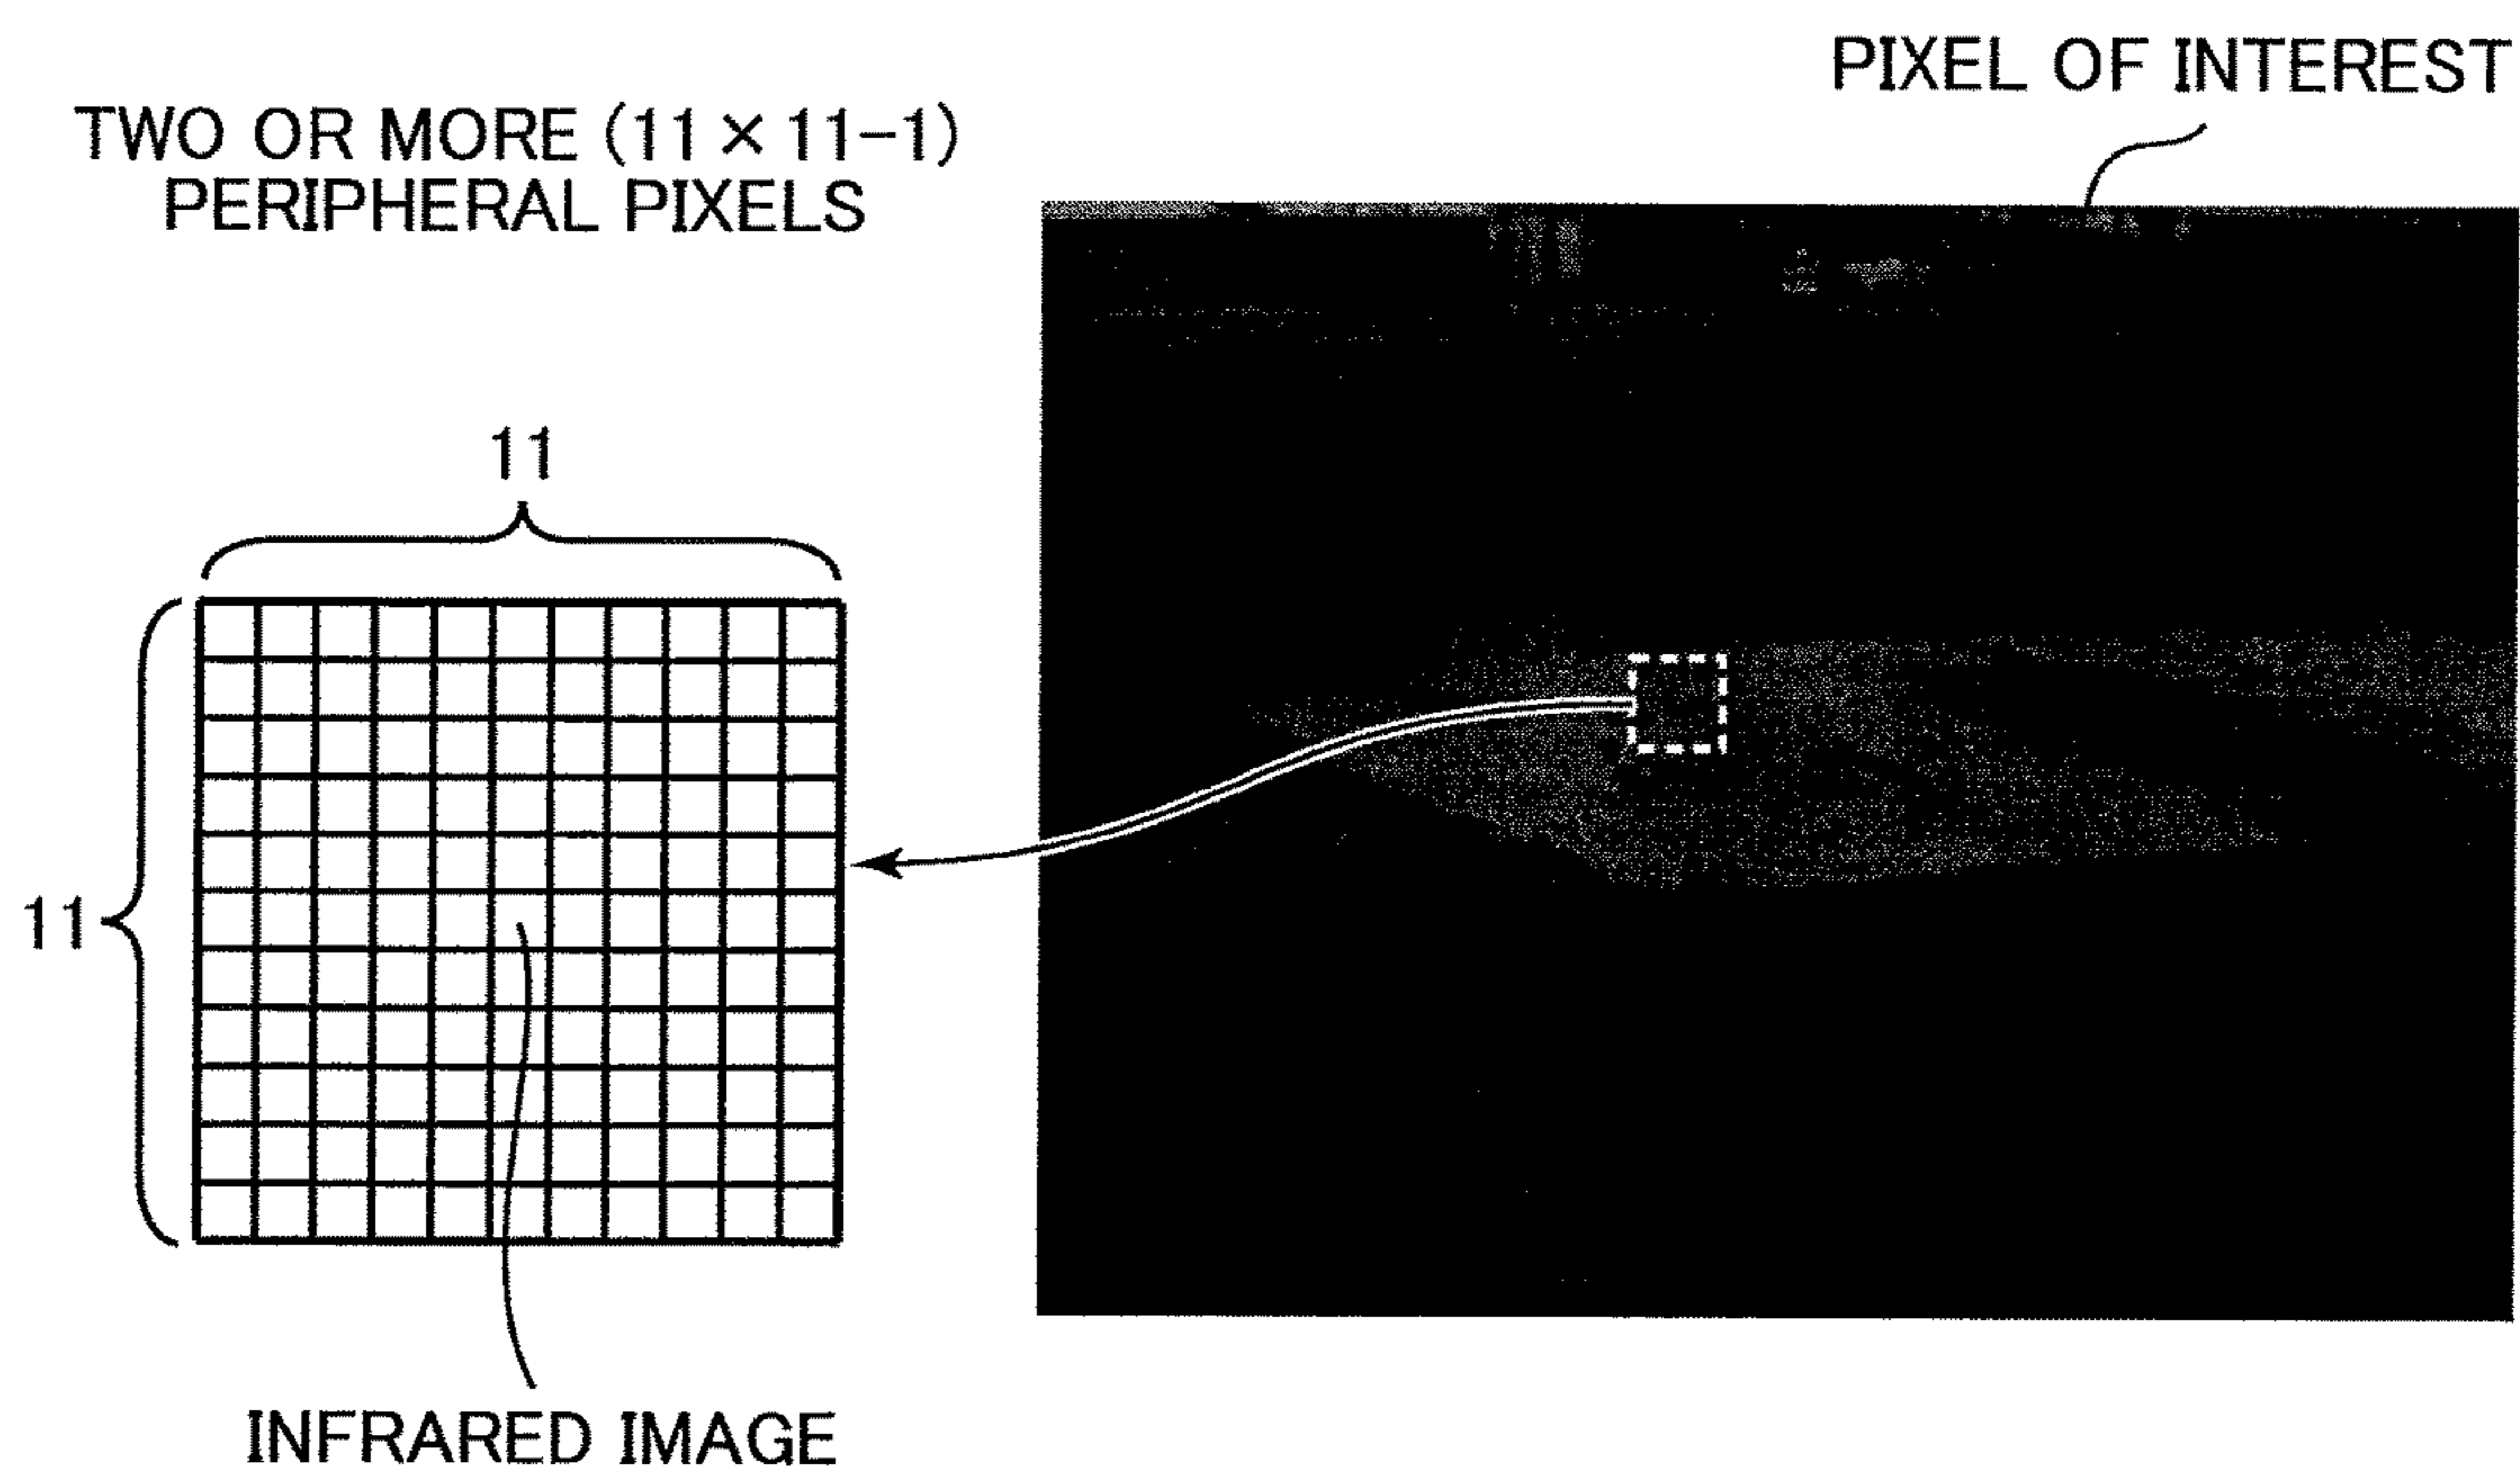 PIXEL OF INTEREST
TWO OR MORE (11×11−1)
PERIPHERAL PIXELS
11
11
INFRARED IMAGE